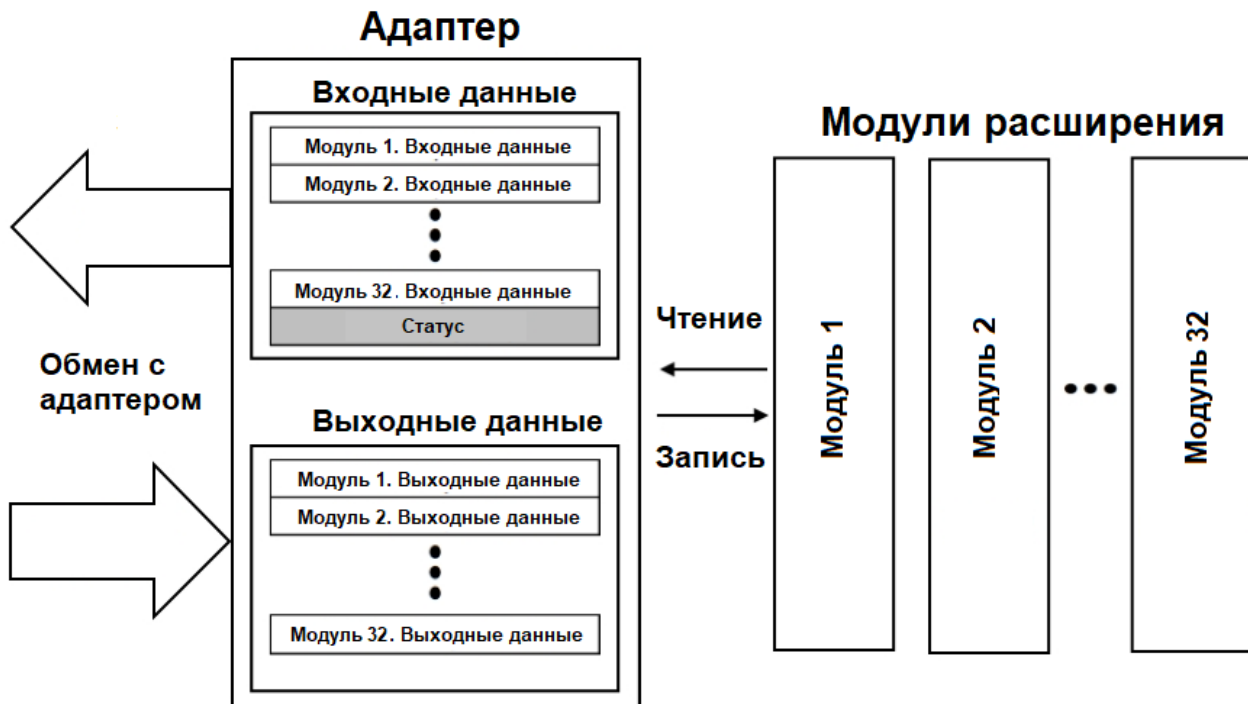 Адаптер
Входные данные
Модуль 1. Входные данные
Модуль 2. Входные данные
Модуль 32. Входные данные
Статус
Обмен с
адаптером
Выходные данные
Модуль 1. Выходные данные
Модуль 2. Выходные данные
Модуль 32. Выходные данные
Чтение
Запись
Модули расширения
Модуль 1
Модуль 2
Модуль 32